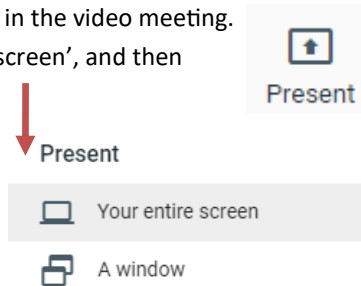 in the video meeting.
screen’, and then
Present
Present
Your entire screen
A window